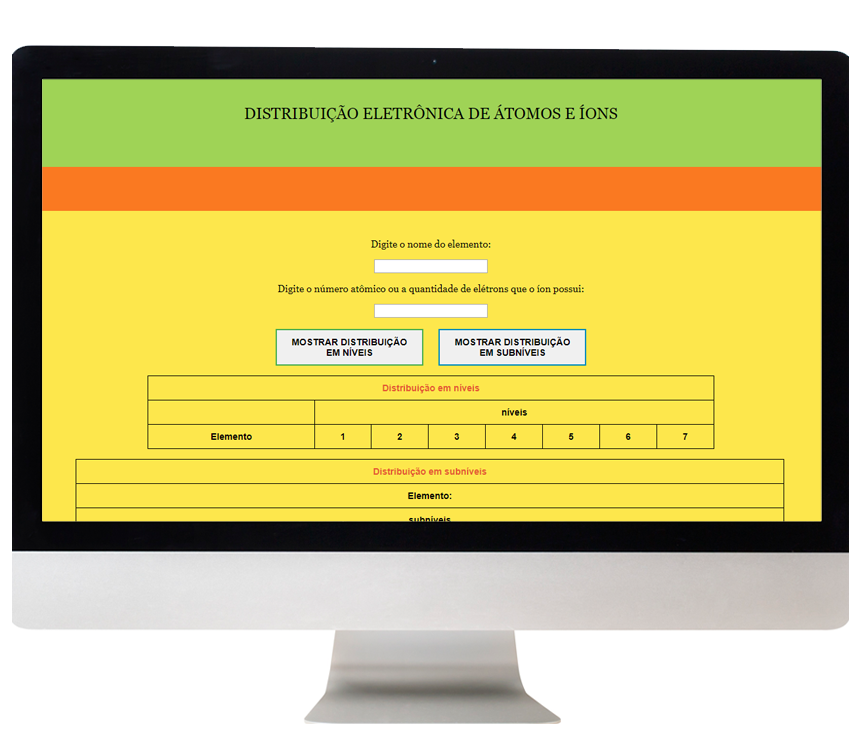 DISTRIBUIÇÃO ELETRÔNICA DE ÁTOMOS E ÍONS
Digite o nome do elemento:
Digite o número atômico ou a quantidade de elétrons que o íon possui:
MOSTRAR DISTRIBUIÇÃO
EM NÍVEIS
MOSTRAR DISTRIBUIÇÃO
EM SUBNÍVEIS
Distribuição em níveis
níveis
Elemento 1 2 3 4 5 6 7
Distribuição em subníveis
Elemento:
subníveis